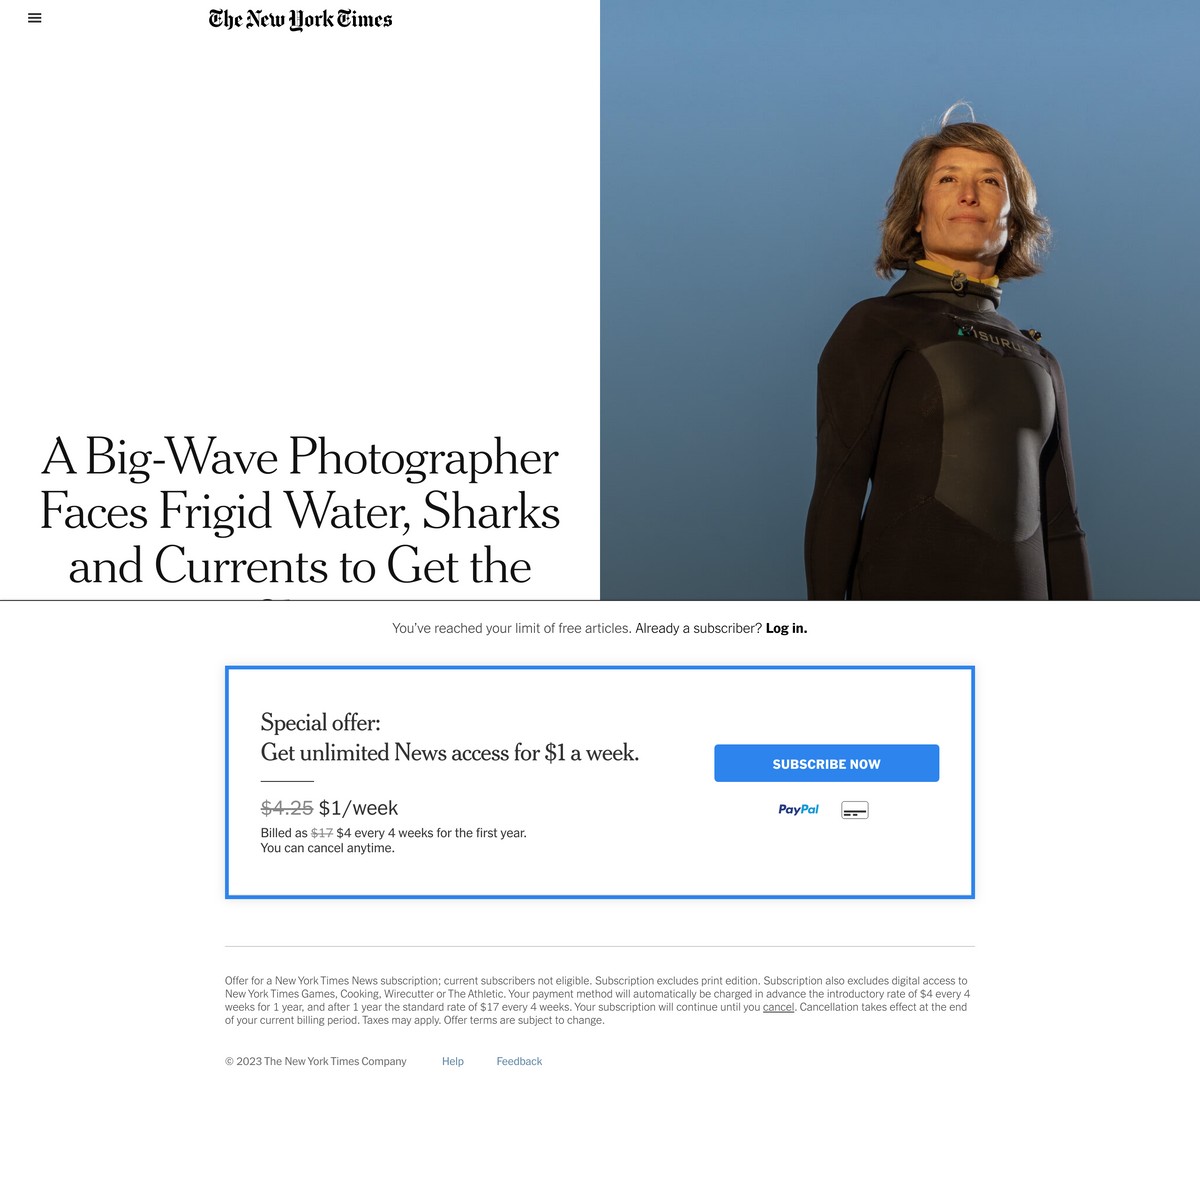 The New York Times
A Big-Wave Photographer
Faces Frigid Water, Sharks
and Currents to Get the
You've reached your limit of free articles. Already a subscriber? Log in.
Special offer:
Get unlimited News access for $1 a week.
$4.25 $1/week
Billed as $17 $4 every 4 weeks for the first year.
You can cancel anytime.
SUBSCRIBE NOW
PayPal
Offer for a New York Times News subscription; current subscribers not eligible. Subscription excludes print edition. Subscription also excludes digital access to
New York Times Games, Cooking, Wirecutter or The Athletic. Your payment method will automatically be charged in advance the introductory rate of $4 every 4
weeks for 1 year, and after 1 year the standard rate of $17 every 4 weeks. Your subscription will continue until you cancel. Cancellation takes effect at the end
of your current billing period. Taxes may apply. Offer terms are subject to change.
© 2023 The New York Times Company Help Feedback